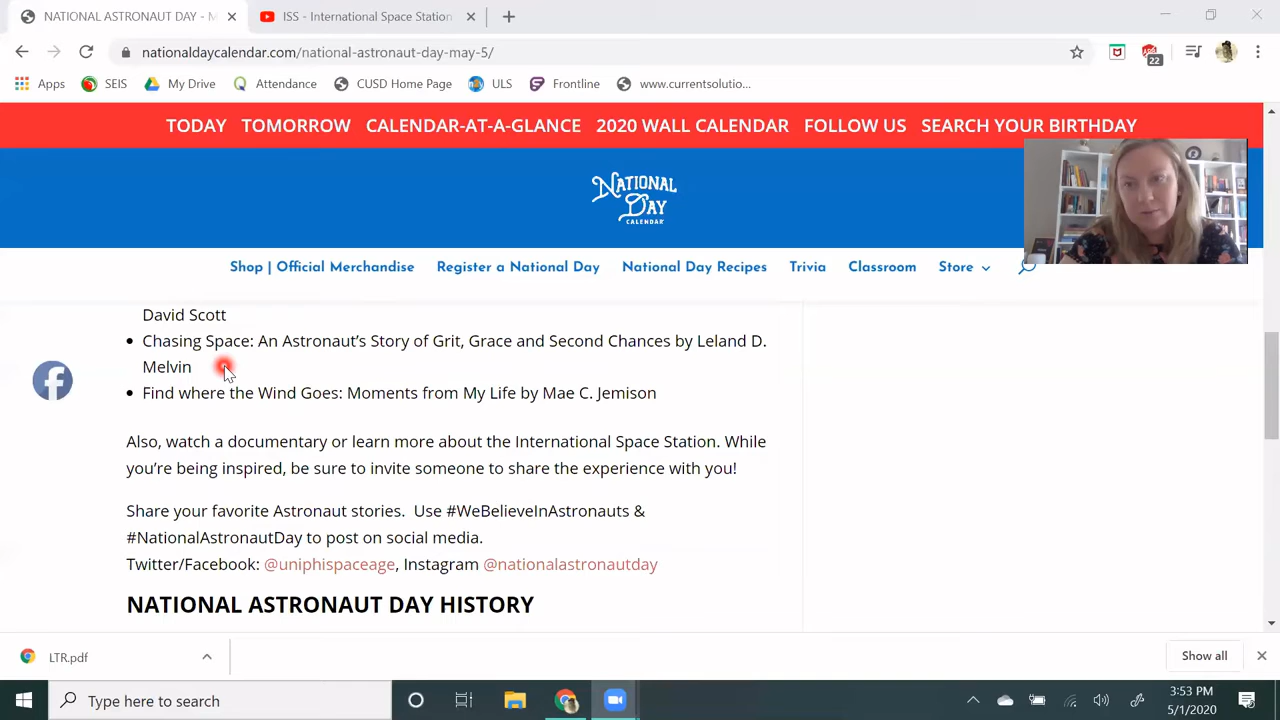 NATIONAL ASTRONAUT DAY - M
ISS - International Space Station
nationaldaycalendar.com/national-astronaut-day-may-5/
22
Apps
SEIS
My Drive
Attendance
CUSD Home Page
ULS
Frontline
www.currentsolutio...
TODAY TOMORROW CALENDAR-AT-A-GLANCE 2020 WALL CALENDAR FOLLOW US SEARCH YOUR BIRTHDAY
NATIONAL
DAY
CALENDAR
Shop | Official Merchandise Register a National Day National Day Recipes Trivia Classroom Store
David Scott
• Chasing Space: An Astronaut's Story of Grit, Grace and Second Chances by Leland D.
Melvin
• Find where the Wind Goes: Moments from My Life by Mae C. Jemison
Also, watch a documentary or learn more about the International Space Station. While
you're being inspired, be sure to invite someone to share the experience with you!
Share your favorite Astronaut stories. Use #WeBelieveInAstronauts &
#NationalAstronautDay to post on social media.
Twitter/Facebook: @uniphispaceage, Instagram @nationalastronautday
NATIONAL ASTRONAUT DAY HISTORY
LTR.pdf
Show all
Type here to search
3:53 PM
5/1/2020